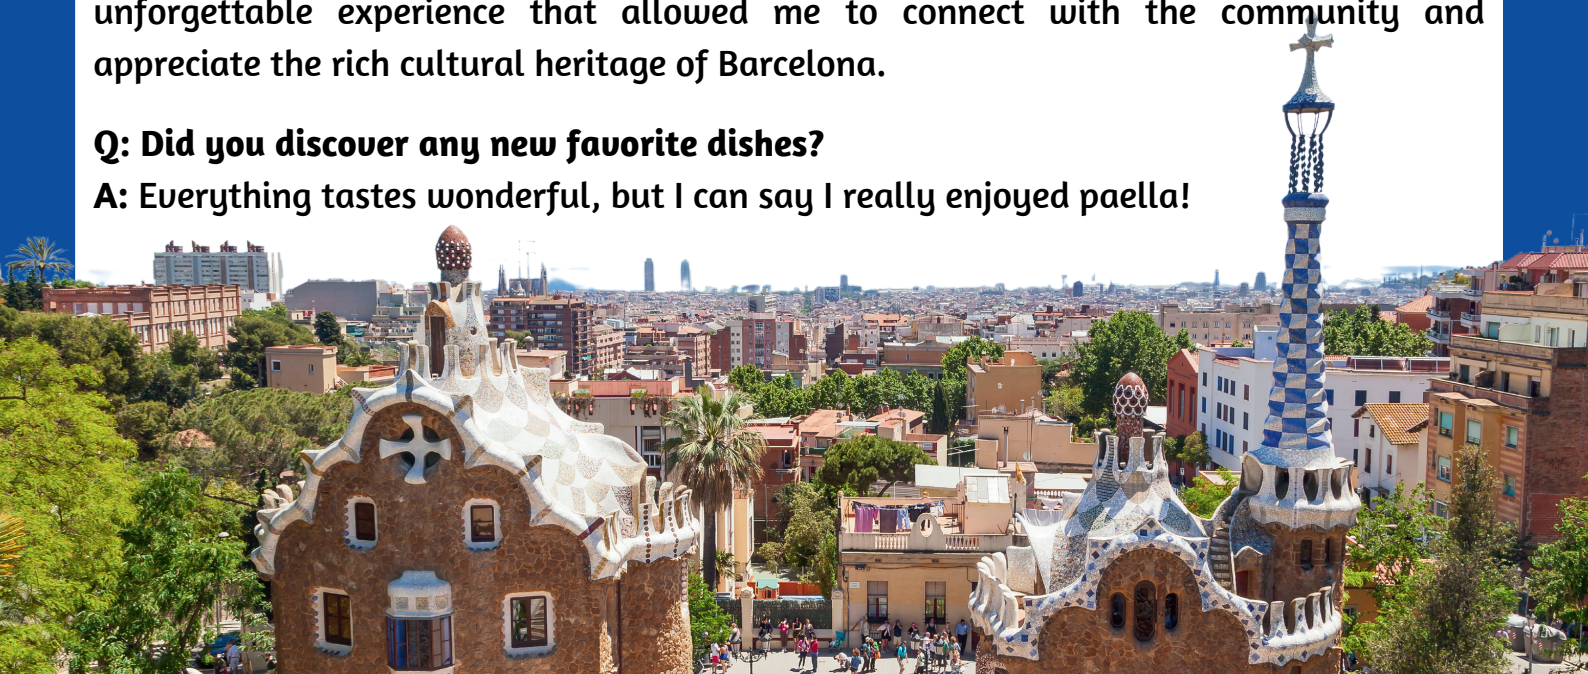 unforgettable experience that allowed me to connect with the community and
appreciate the rich cultural heritage of Barcelona.
Q: Did you discover any new favorite dishes?
A: Everything tastes wonderful, but I can say I really enjoyed paella!